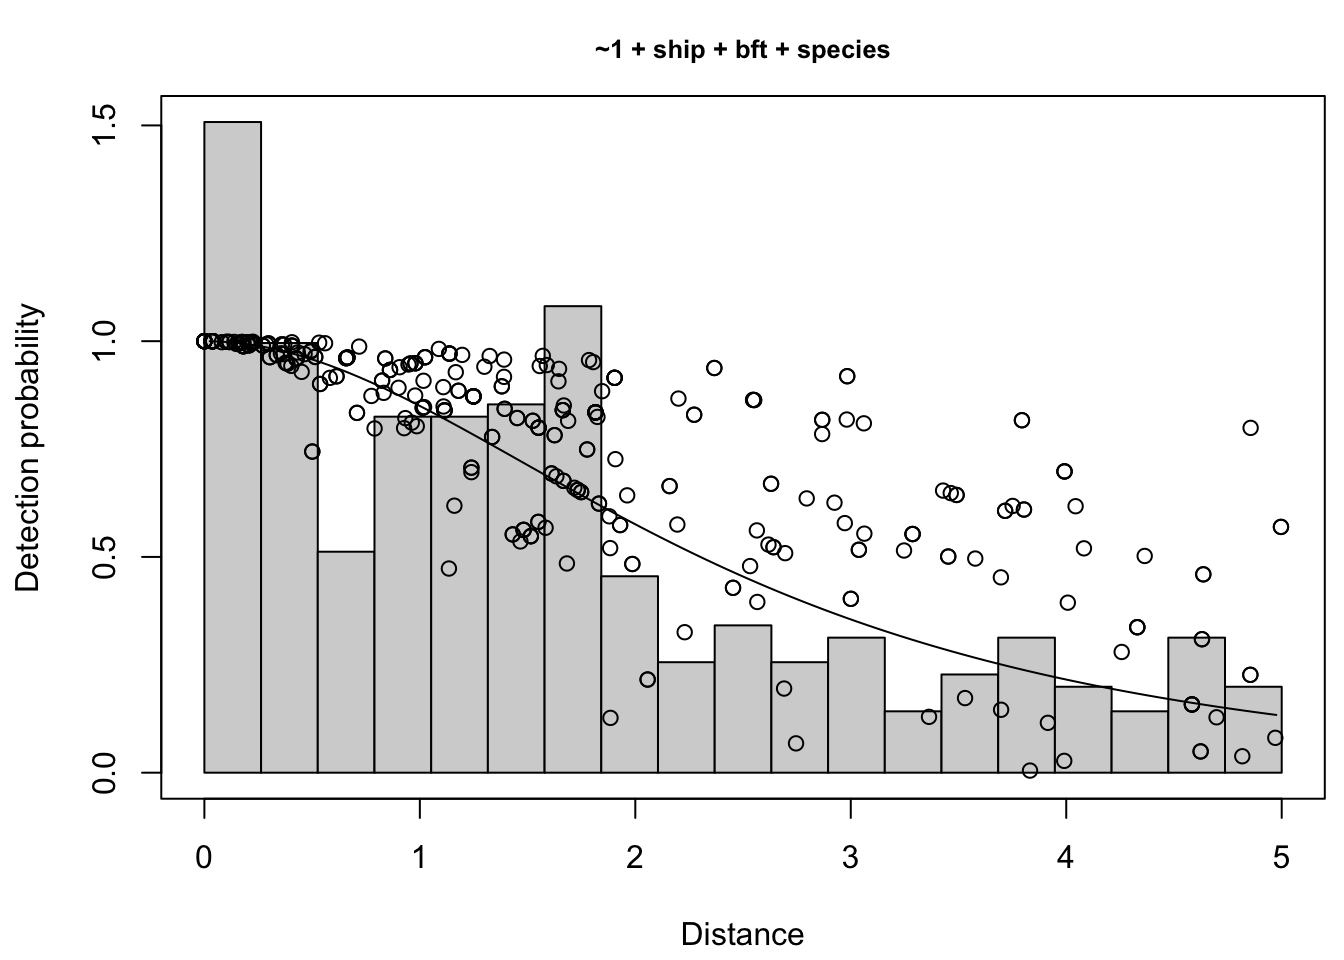 ~1 + ship + bft + species
Detection probability
1.5
1.0
0.5
0.0
0 1 2 3 4 5
Distance